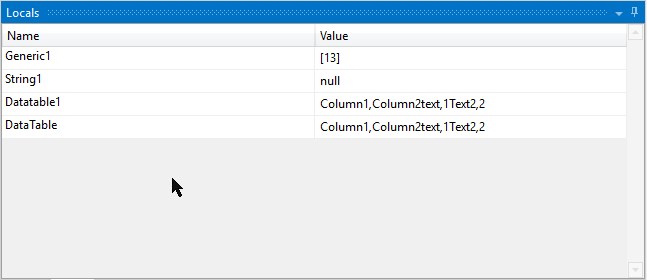 Locals
Name Value
Generic1 [13]
String1 null
Datatable1 Column1,Column2text,1Text2,2
DataTable Column1,Column2text,1Text2,2